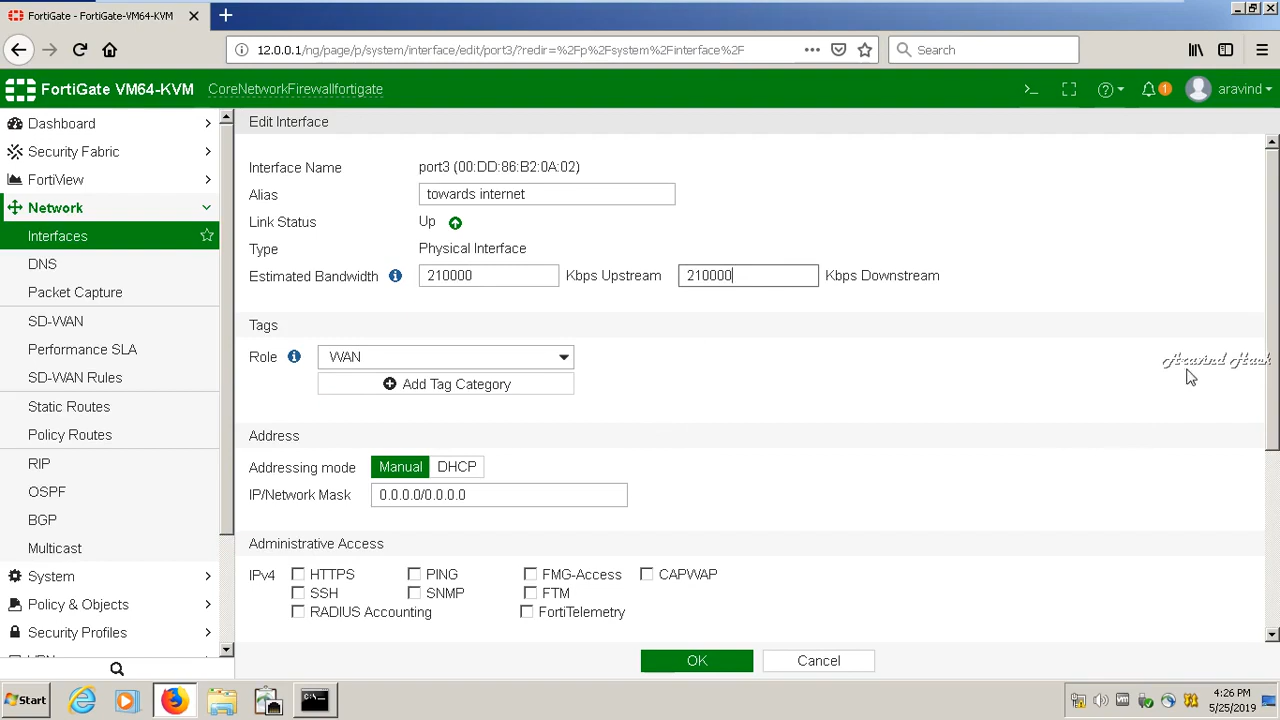 FortiGate - FortiGate-VM64-KVM
12.0.0.1/ng/page/p/system/interface/edit/port3/?redir=%2Fp%2Fsystem%2Finterface%2F
Search
FortiGate VM64-KVM
CoreNetworkFirewallfortigate
1
aravind
Dashboard
Security Fabric
FortiView
Network
Interfaces
DNS
Packet Capture
SD-WAN
Performance SLA
SD-WAN Rules
Static Routes
Policy Routes
RIP
OSPF
BGP
Multicast
System
Policy & Objects
Security Profiles
Edit Interface
Interface Name port3 (00:DD:86:B2:0A:02)
Alias towards internet
Link Status Up
Type Physical Interface
Estimated Bandwidth 210000 Kbps Upstream 210000 Kbps Downstream
Tags
Role WAN
Add Tag Category
Address
Addressing mode Manual DHCP
IP/Network Mask 0.0.0.0/0.0.0.0
Administrative Access
IPv4 HTTPS PING FMG-Access CAPWAP
SSH SNMP FTM
RADIUS Accounting FortiTelemetry
OK Cancel
Aravind
Start
4:26 PM
5/25/2019